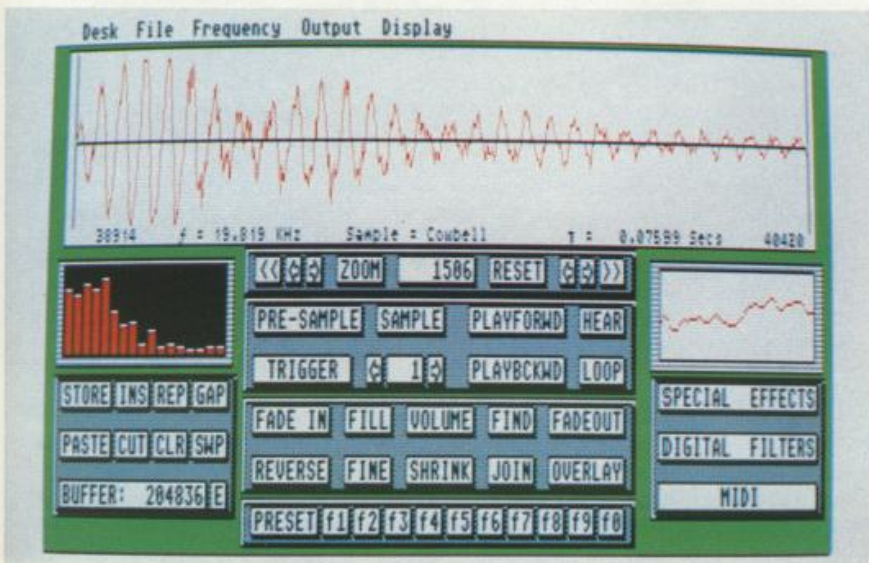 Desk File Frequency Output Display
38914 f = 19.819 KHz Sample = Cowbell T = 0.07599 Secs 40420
<< ZOOM 1506 RESET >>
PRE-SAMPLE SAMPLE PLAYFORWD HEAR
TRIGGER 1 PLAYBCKWD LOOP
STORE INS REP GAP
PASTE CUT CLR SWP
BUFFER: 204836 E
FADE IN FILL VOLUME FIND FADEOUT
REVERSE FINE SHRINK JOIN OVERLAY
PRESET f1 f2 f3 f4 f5 f6 f7 f8 f9 f0
SPECIAL EFFECTS
DIGITAL FILTERS
MIDI